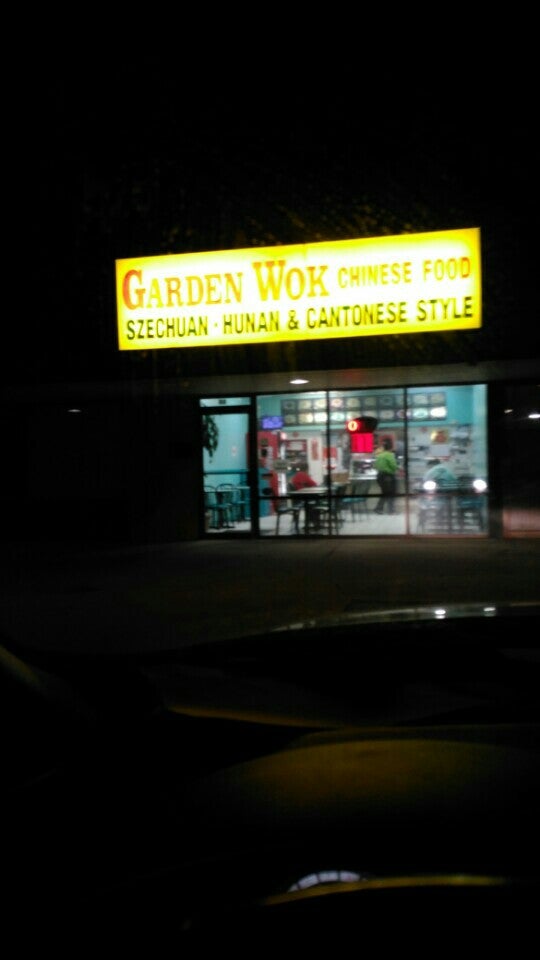 GARDEN WOK CHINESE FOOD
SZECHUAN · HUNAN & CANTONESE STYLE